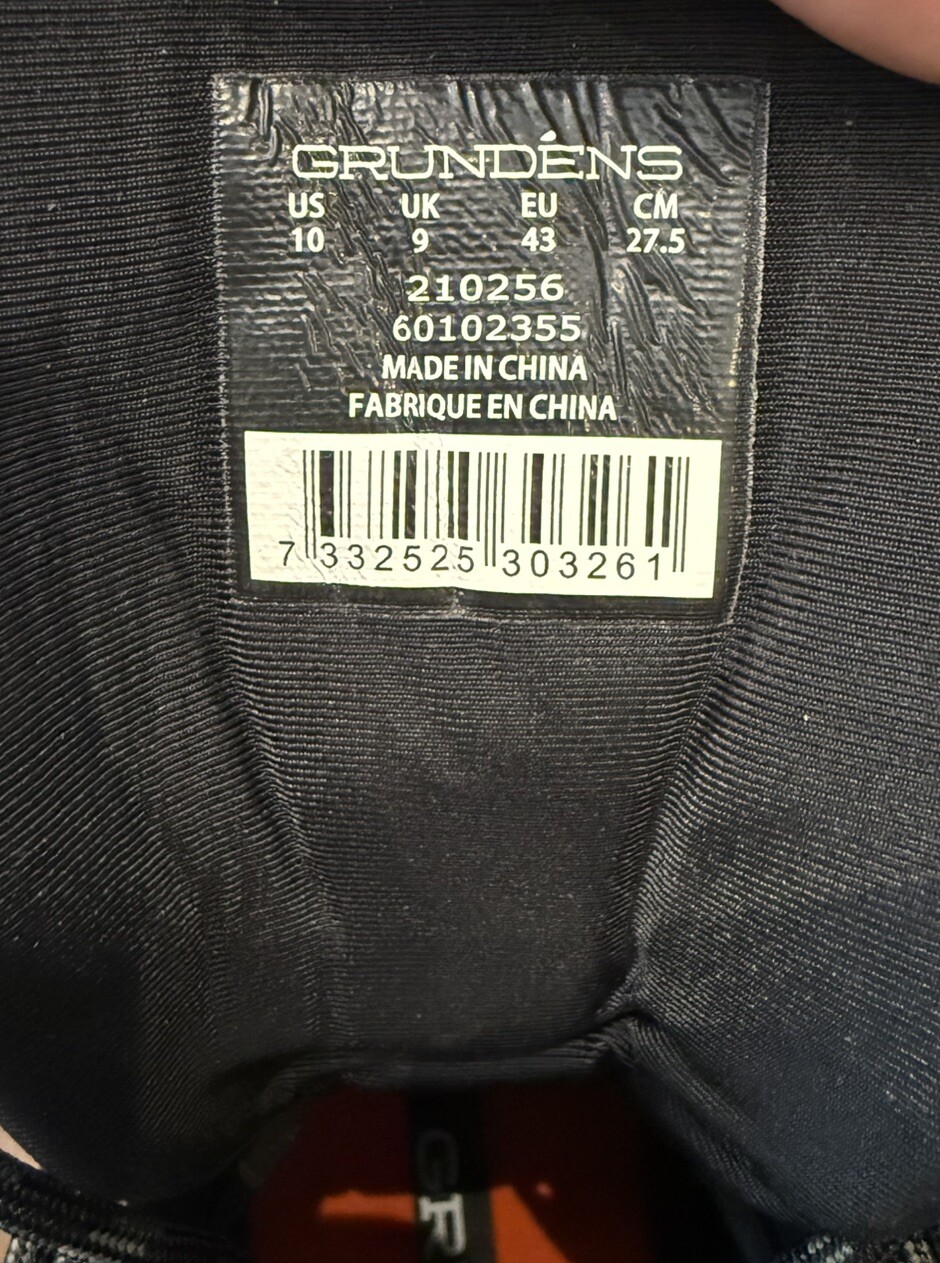 GRUNDÉNS
US UK EU CM
10 9 43 27.5
210256
60102355
MADE IN CHINA
FABRIQUE EN CHINA
7 332525 303261
GR